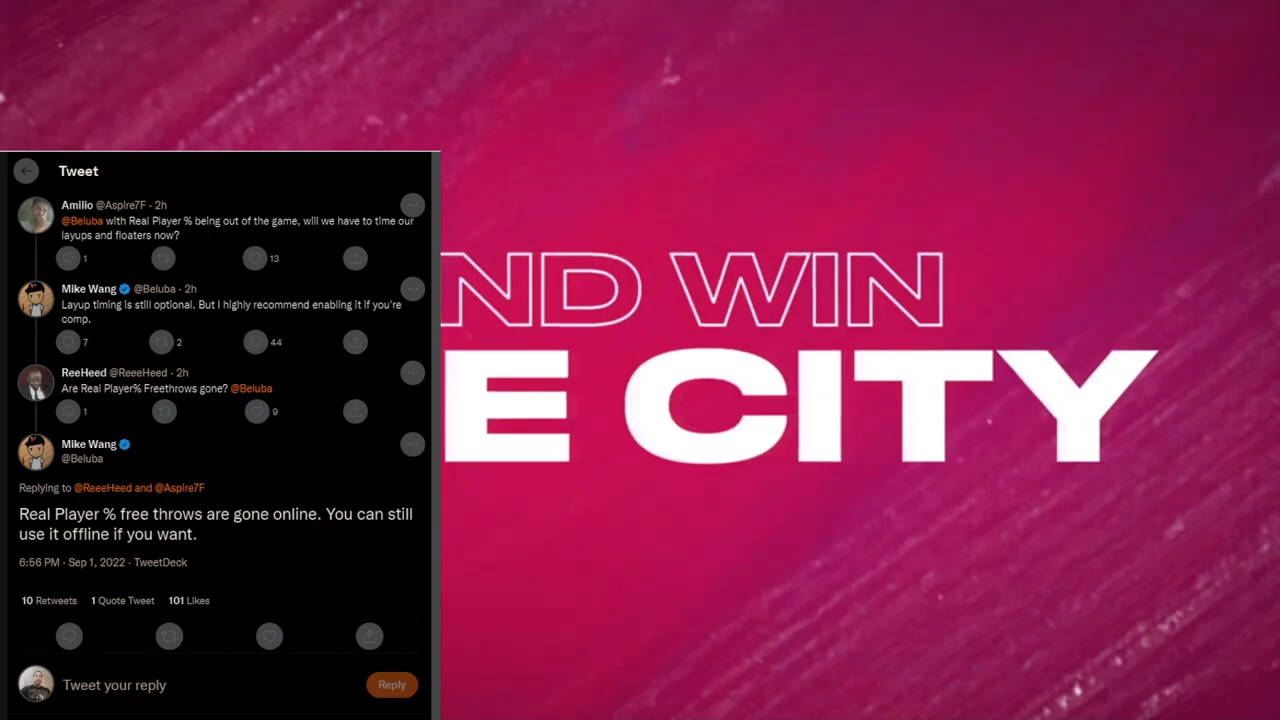 Tweet
Amilio @Aspire7F · 2h
@Beluba with Real Player % being out of the game, will we have to time our
layups and floaters now?
1
13
Mike Wang @Beluba · 2h
Layup timing is still optional. But I highly recommend enabling it if you're
comp.
7
2
44
ReeHeed @ReeeHeed · 2h
Are Real Player% Freethrows gone? @Beluba
1
9
Mike Wang
@Beluba
Replying to @ReeeHeed and @Aspire7F
Real Player % free throws are gone online. You can still
use it offline if you want.
6:56 PM · Sep 1, 2022 · TweetDeck
10 Retweets 1 Quote Tweet 101 Likes
Tweet your reply
Reply
ND WIN
E CITY